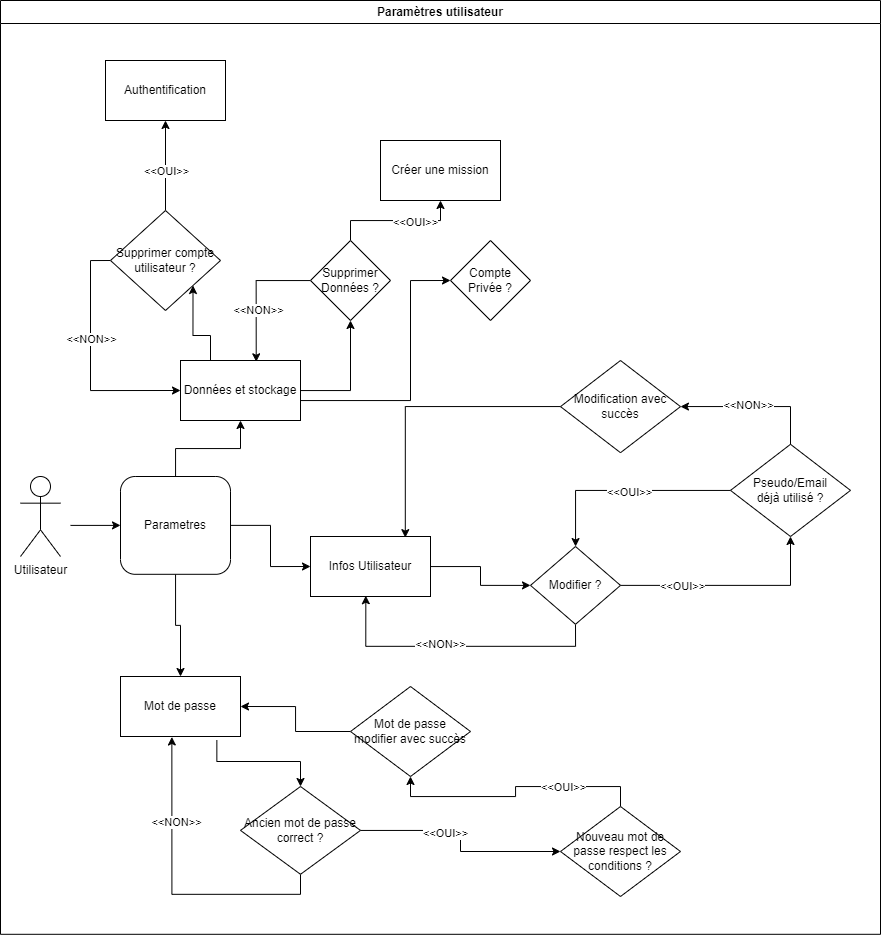 Paramètres utilisateur
Authentification
<<OUI>>
Créer une mission
<<OUI>>
Supprimer compte
utilisateur ?
Supprimer
Données ?
Compte
Privée ?
<<NON>>
<<NON>>
Données et stockage
Modification avec
succès
<<NON>>
Pseudo/Email
déjà utilisé ?
<<OUI>>
Parametres
Utilisateur
Infos Utilisateur
Modifier ?
<<OUI>>
<<NON>>
Mot de passe
Mot de passe
modifier avec succès
<<OUI>>
<<NON>>
Ancien mot de passe
correct ?
<<OUI>>
Nouveau mot de
passe respect les
conditions ?